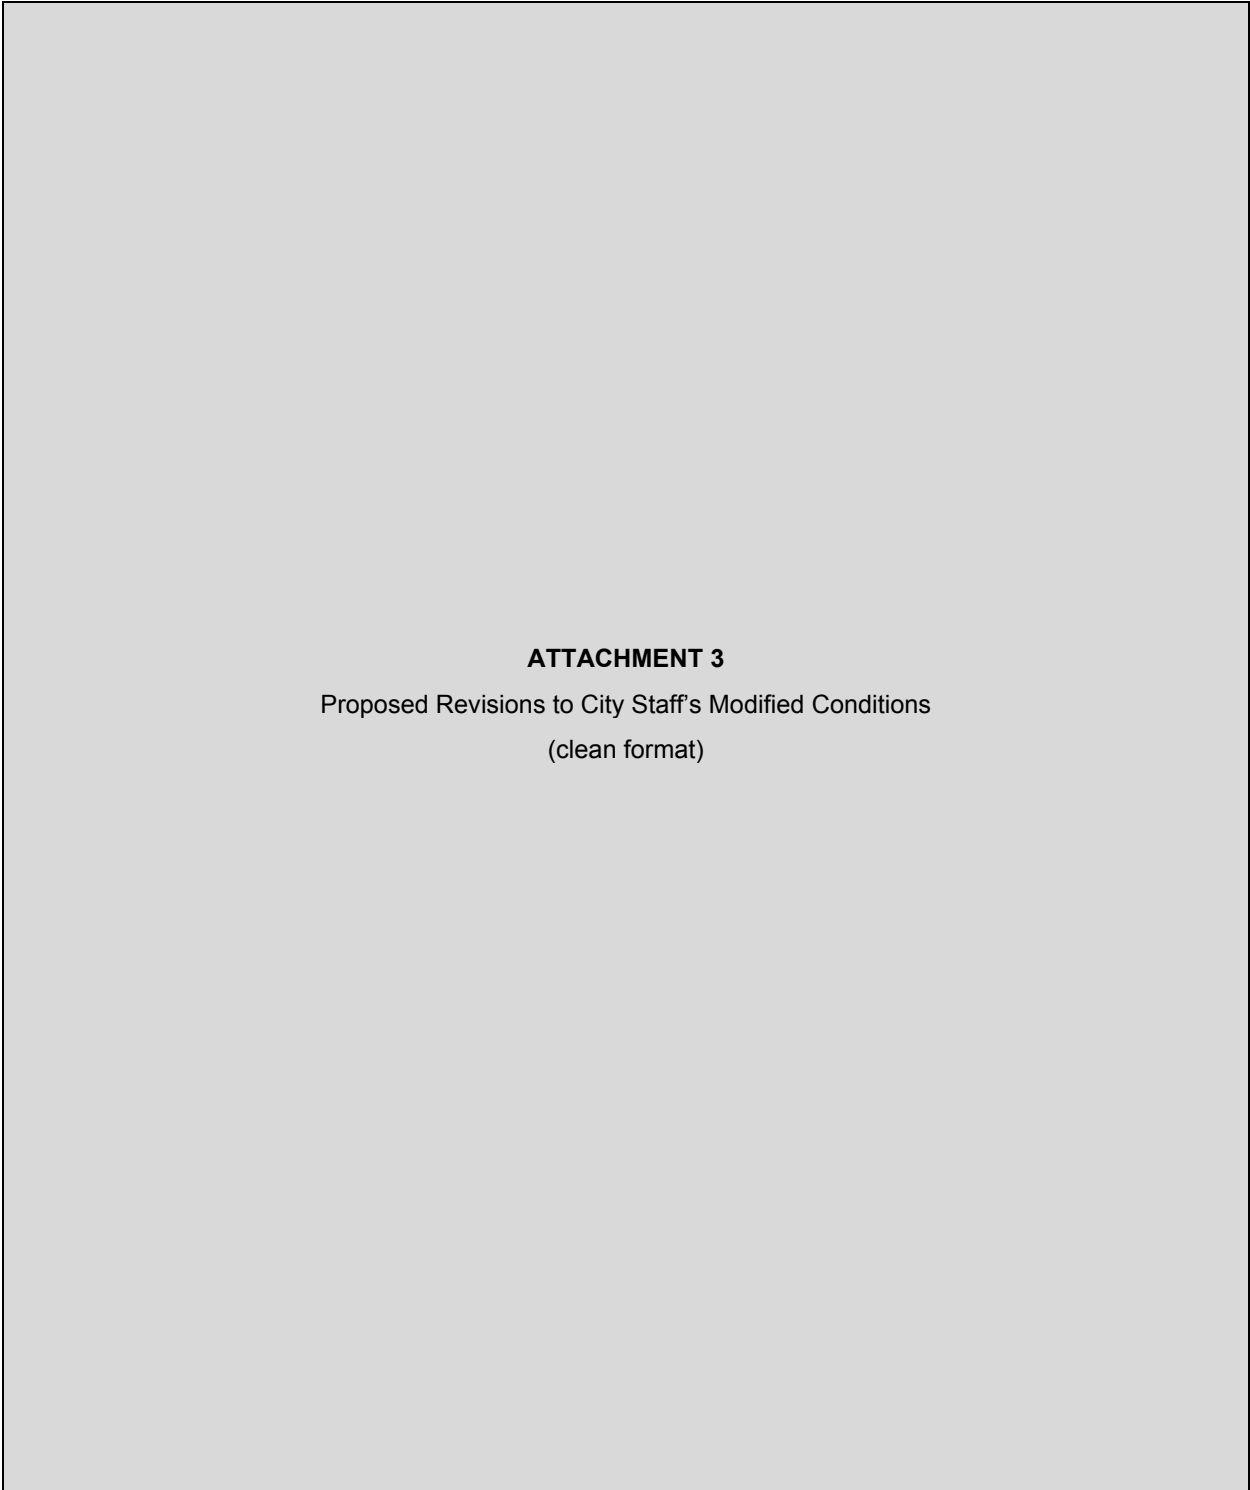 ATTACHMENT 3
Proposed Revisions to City Staff’s Modified Conditions
(clean format)